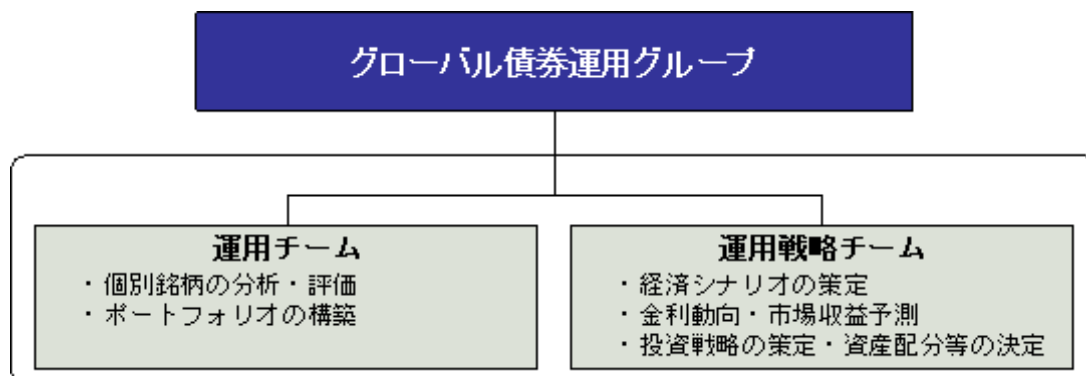 グローバル債券運用グループ
運用チーム
・個別銘柄の分析・評価
・ポートフォリオの構築
運用戦略チーム
・経済シナリオの策定
・金利動向・市場収益予測
・投資戦略の策定・資産配分等の決定